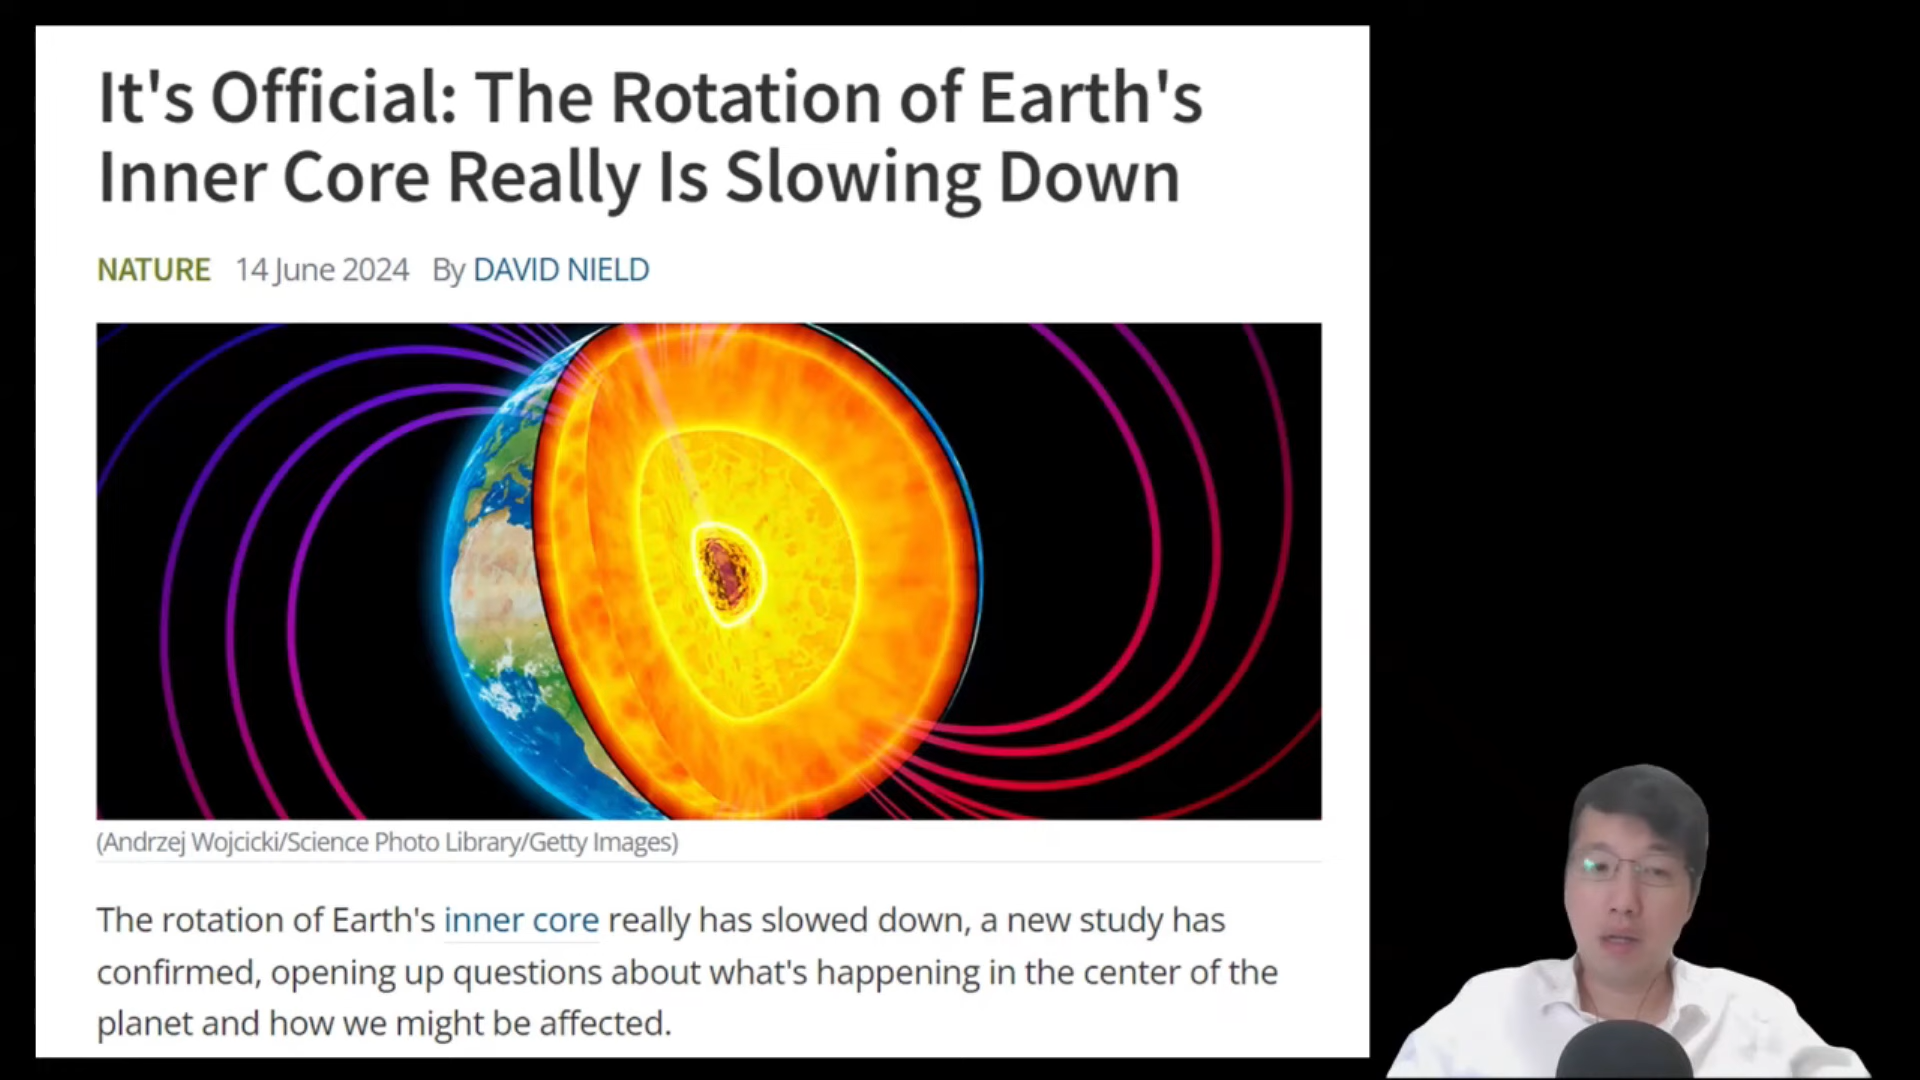 It's Official: The Rotation of Earth's
Inner Core Really Is Slowing Down
NATURE 14 June 2024 By DAVID NIELD
(Andrzej Wojcicki/Science Photo Library/Getty Images)
The rotation of Earth's inner core really has slowed down, a new study has
confirmed, opening up questions about what's happening in the center of the
planet and how we might be affected.